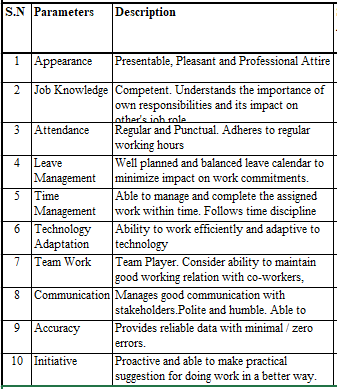 S.N Parameters Description
1 Appearance Presentable, Pleasant and Professional Attire
2 Job Knowledge Competent. Understands the importance of
own responsibilities and its impact on
other's job role
3 Attendance Regular and Punctual. Adheres to regular
working hours
4 Leave Well planned and balanced leave calendar to
Management minimize impact on work commitments.
5 Time Able to manage and complete the assigned
Management work within time. Follows time discipline
6 Technology Ability to work efficiently and adaptive to
Adaptation technology
7 Team Work Team Player. Consider ability to maintain
good working relation with co-workers,
8 Communication Manages good communication with
stakeholders.Polite and humble. Able to
9 Accuracy Provides reliable data with minimal / zero
errors.
10 Initiative Proactive and able to make practical
suggestion for doing work in a better way.